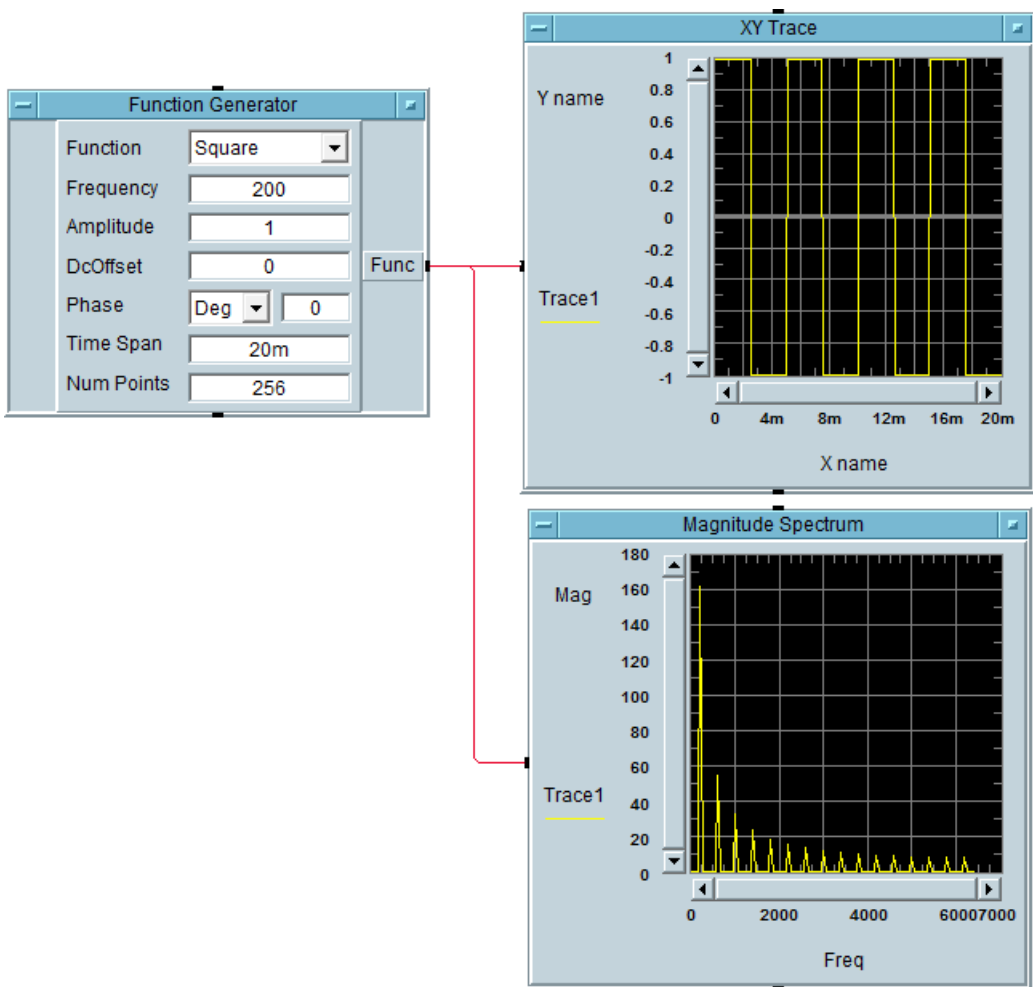 XY Trace
Y name
1
0.8
0.6
0.4
0.2
0
-0.2
-0.4
-0.6
-0.8
-1
Trace1
0 4m 8m 12m 16m 20m
X name
Function Generator
Function Square
Frequency 200
Amplitude 1
DcOffset 0
Phase Deg 0
Time Span 20m
Num Points 256
Func
Magnitude Spectrum
Mag
180
160
140
120
100
80
60
40
20
0
Trace1
0 2000 4000 60007000
Freq